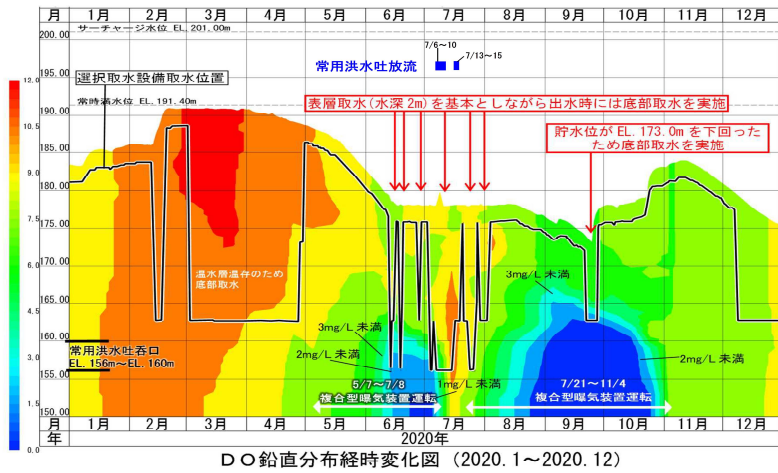 月 1月 2月 3月 4月 5月 6月 7月 8月 9月 10月 11月 12月 月
サーチャージ水位 EL.201.00m
200.00
7/6～10
7/13～15
常用洪水吐放流
195.00
選択取水設備取水位置
常時満水位 EL.191.40m
190.00
表層取水(水深2m)を基本としながら出水時には底部取水を実施
貯水位がEL.173.0mを下回った
ため底部取水を実施
185.00
180.00
175.00
170.00
165.00
160.00
155.00
150.00
12.0
10.5
9.0
7.5
6.0
4.5
3.0
1.5
0.0
温水層温存のため
底部取水
3mg/L未満
3mg/L未満
2mg/L未満
2mg/L未満
1mg/L未満
常用洪水吐呑口
EL.156m～EL.160m
5/7～7/8
複合型曝気装置運転
7/21～11/4
複合型曝気装置運転
月 1月 2月 3月 4月 5月 6月 7月 8月 9月 10月 11月 12月 月
年 2020年 年
DO鉛直分布経時変化図 (2020.1～2020.12)